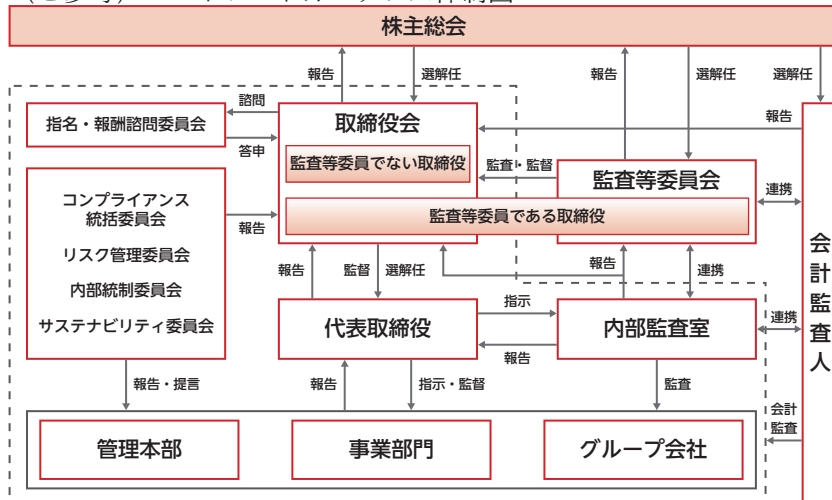 株主総会
報告
選解任
報告
選解任
選解任
指名・報酬諮問委員会
諮問
答申
取締役会
監査等委員でない取締役
監査・監督
監査等委員会
報告
連携
監査等委員である取締役
コンプライアンス
統括委員会
リスク管理委員会
内部統制委員会
サステナビリティ委員会
報告
報告
監督
選解任
報告
連携
代表取締役
指示
報告
内部監査室
連携
会計監査人
報告・提言
報告
指示・監督
監査
会計
監査
管理本部
事業部門
グループ会社